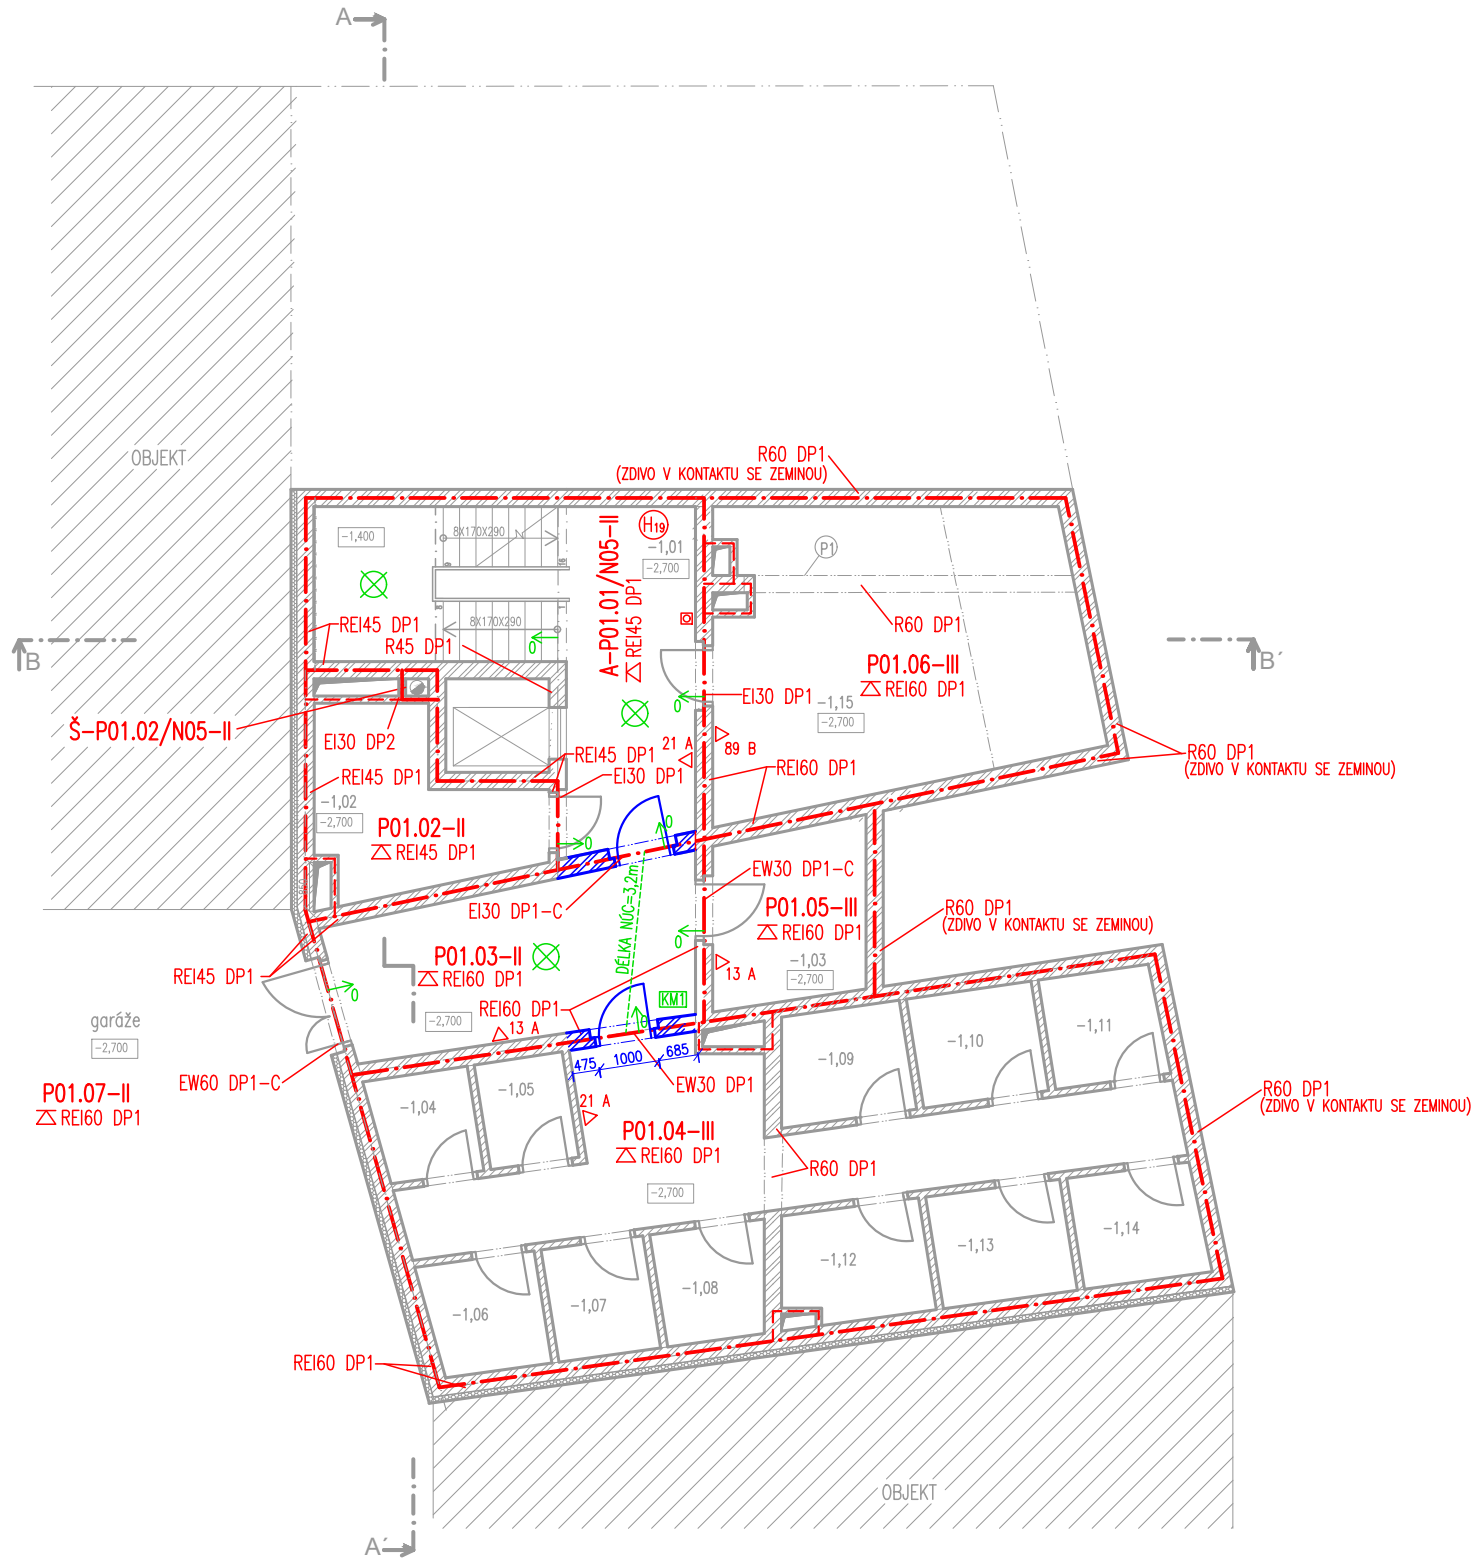 A
OBJEKT
R60 DP1
(ZDIVO V KONTAKTU SE ZEMINOU)
-1,400
8X170X290
H19
-1,01
-2,700
A-P01.01/N05-II
REI45 DP1
P1
REI45 DP1
R45 DP1
8X170X290
0
R60 DP1
B
B´
P01.06-III
REI60 DP1
-1,15
-2,700
EI30 DP1
0
Š-P01.02/N05-II
EI30 DP2
21 A
89 B
REI45 DP1
EI30 DP1
REI60 DP1
R60 DP1
(ZDIVO V KONTAKTU SE ZEMINOU)
REI45 DP1
-1,02
-2,700
P01.02-II
REI45 DP1
0
0
DÉLKA NÚC=3,2m
EW30 DP1-C
EI30 DP1-C
P01.05-III
REI60 DP1
R60 DP1
(ZDIVO V KONTAKTU SE ZEMINOU)
0
P01.03-II
REI60 DP1
-1,03
-2,700
13 A
REI45 DP1
0
REI60 DP1
KM1
garáže
-2,700
-2,700
13 A
0
475
1000
685
-1,09
-1,10
-1,11
EW60 DP1-C
EW30 DP1
P01.07-II
REI60 DP1
-1,04
-1,05
21 A
R60 DP1
(ZDIVO V KONTAKTU SE ZEMINOU)
P01.04-III
REI60 DP1
R60 DP1
-2,700
-1,06
-1,07
-1,08
-1,12
-1,13
-1,14
REI60 DP1
OBJEKT
A´